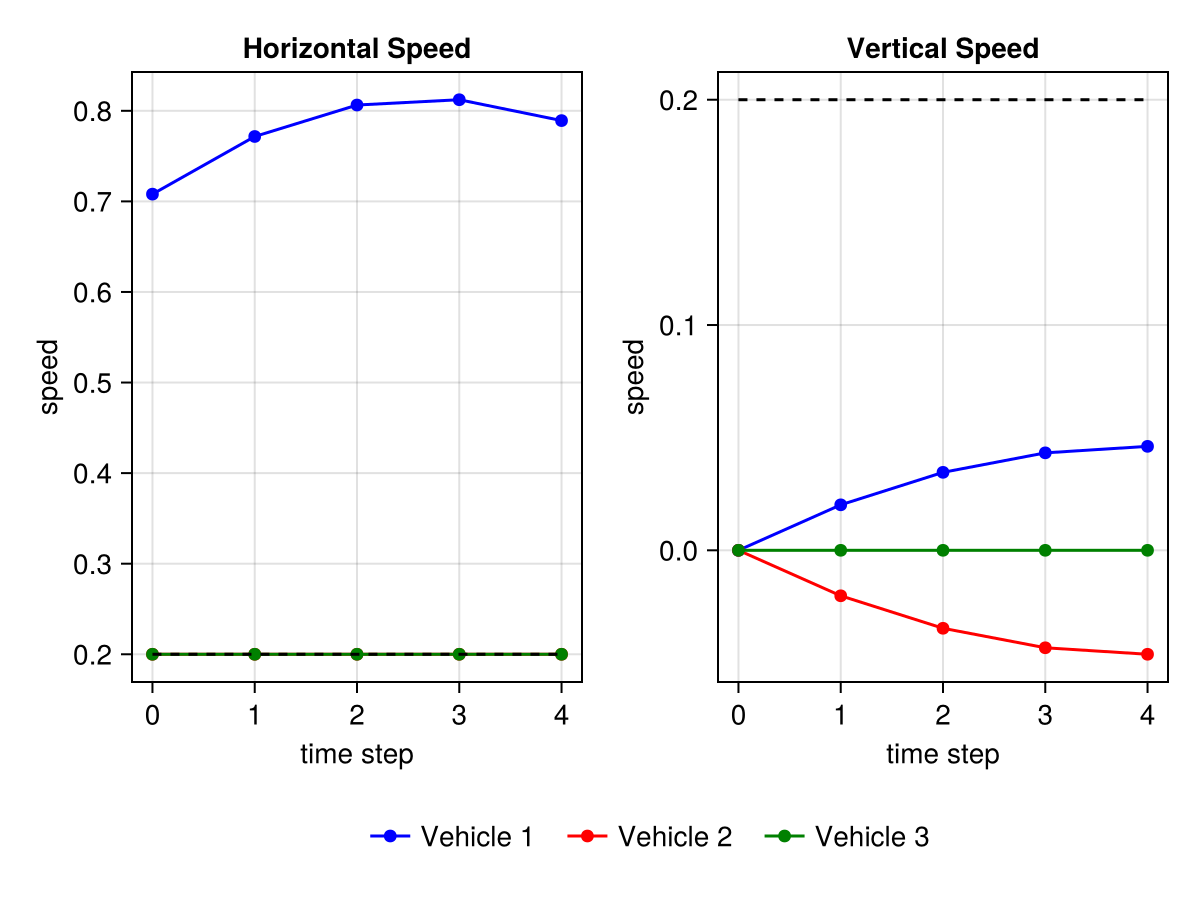 Horizontal Speed
speed
0.8
0.7
0.6
0.5
0.4
0.3
0.2
0 1 2 3 4
time step
Vertical Speed
speed
0.2
0.1
0.0
0 1 2 3 4
time step
Vehicle 1 Vehicle 2 Vehicle 3